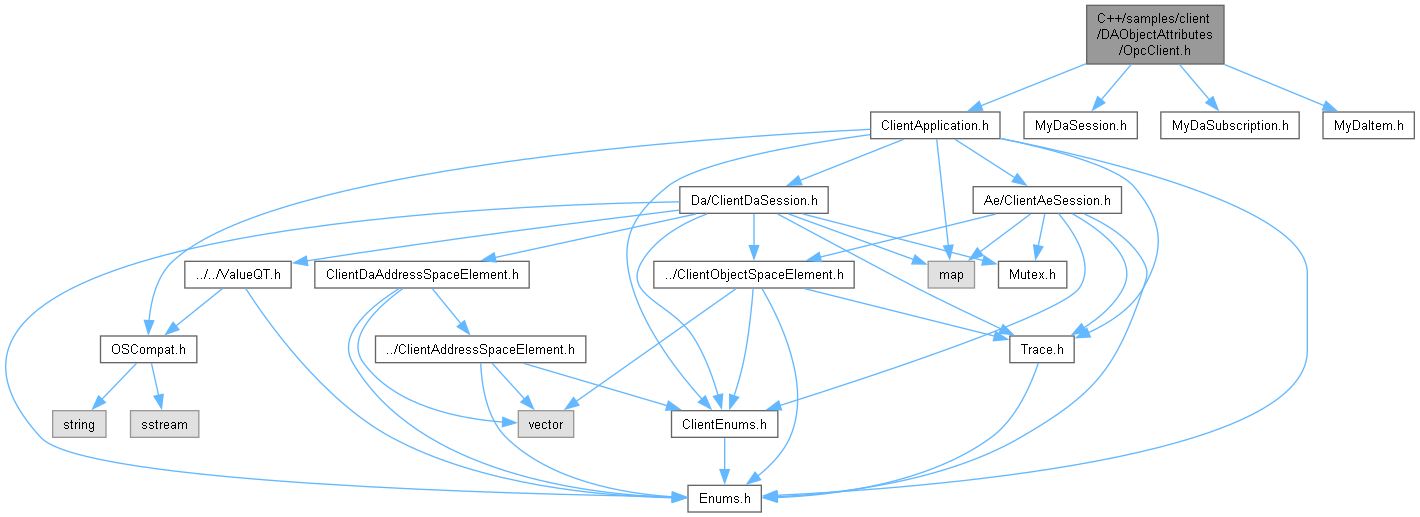 C++/samples/client
/DAObjectAttributes
/OpcClient.h
ClientApplication.h
MyDaSession.h
MyDaSubscription.h
MyDaItem.h
Da/ClientDaSession.h
Ae/ClientAeSession.h
../../ValueQT.h
ClientDaAddressSpaceElement.h
../ClientObjectSpaceElement.h
map
Mutex.h
OSCompat.h
../ClientAddressSpaceElement.h
Trace.h
string
sstream
vector
ClientEnums.h
Enums.h